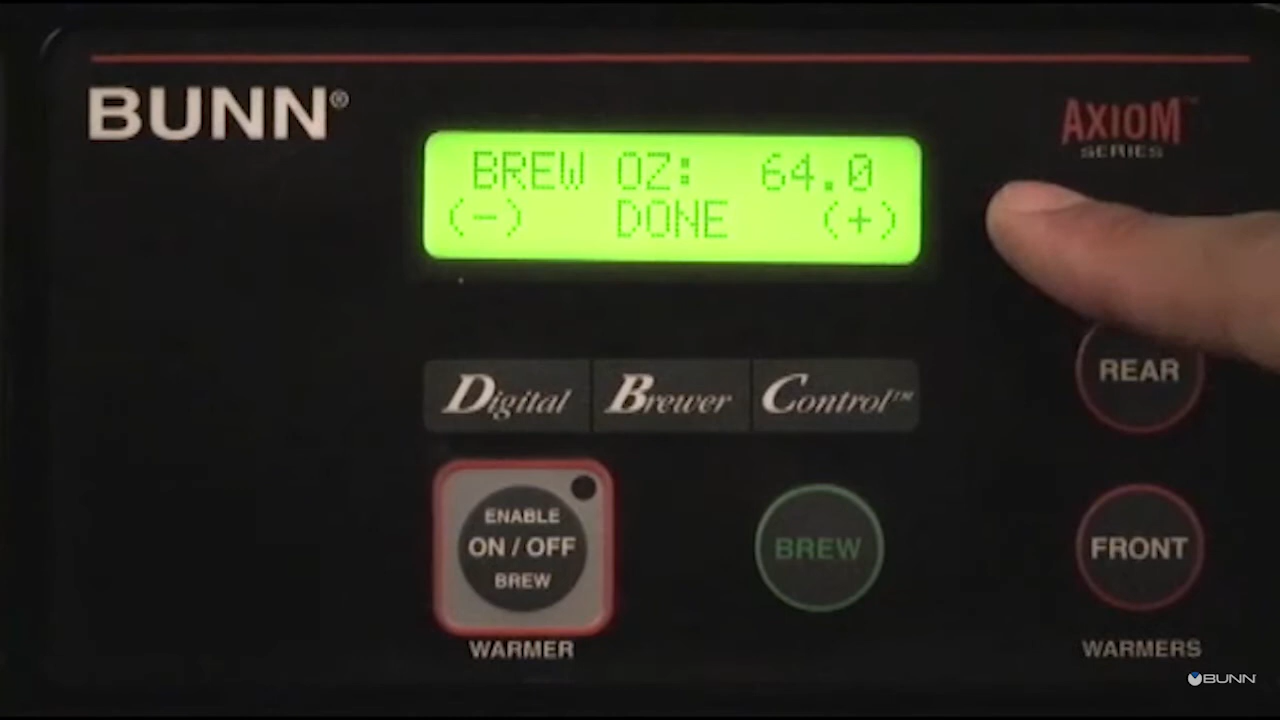 BUNN®
AXIOM™
SERIES
BREW OZ: 64.0
(-) DONE (+)
Digital Brewer Control™
REAR
ENABLE
ON / OFF
BREW
BREW
FRONT
WARMER
WARMERS
BUNN